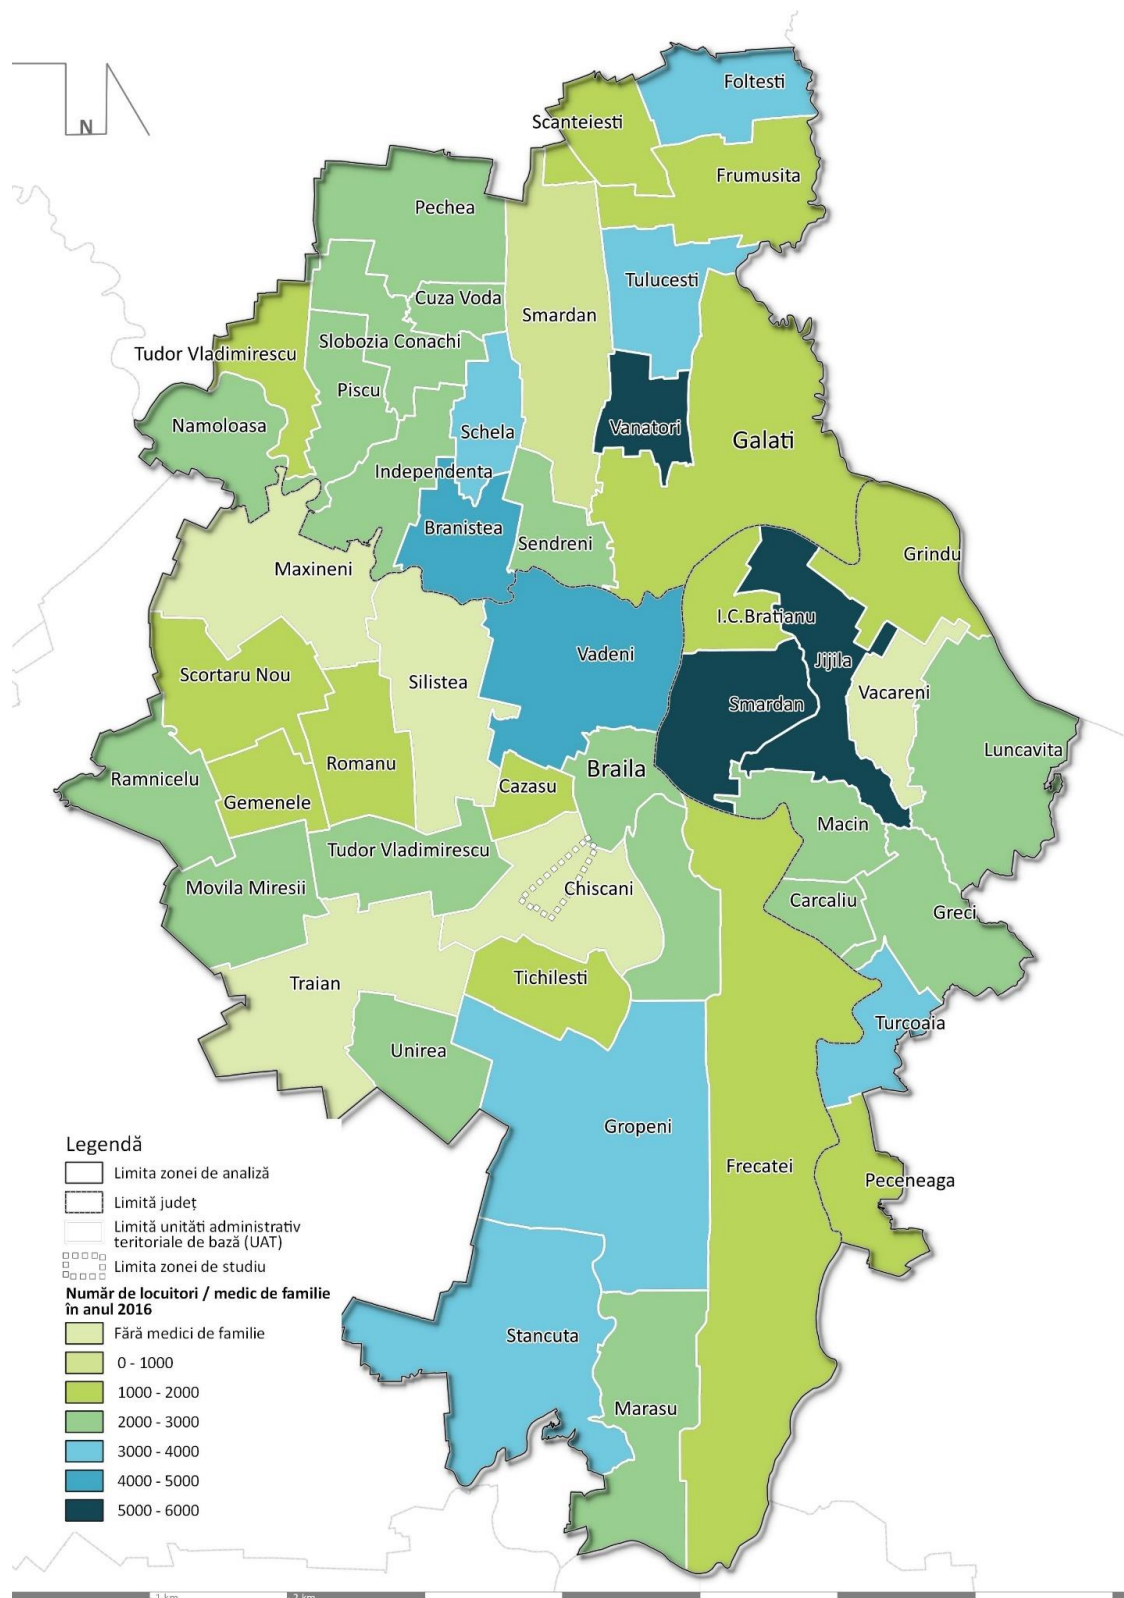 N
Foltesti
Scanteiesti
Frumusita
Pechea
Tulucesti
Cuza Voda
Smardan
Slobozia Conachi
Tudor Vladimirescu
Piscu
Namoloasa
Vanatori
Schela
Galati
Independenta
Branistea
Sendreni
Grindu
Maxineni
I.C.Bratianu
Vadeni
Jijila
Scortaru Nou
Silistea
Vacareni
Smardan
Luncavita
Romanu
Braila
Ramnicelu
Cazasu
Gemenele
Macin
Tudor Vladimirescu
Movila Miresii
Chiscani
Carcaliu
Greci
Tichilesti
Traian
Turcoaia
Unirea
Gropeni
Frecatei
Peceneaga
Stancuta
Marasu
Legendă
Limita zonei de analiză
Limită județ
Limită unităti administrativ
teritoriale de bază (UAT)
Limita zonei de studiu
Număr de locuitori / medic de familie
în anul 2016
Fără medici de familie
0 - 1000
1000 - 2000
2000 - 3000
3000 - 4000
4000 - 5000
5000 - 6000
1 km
2 km